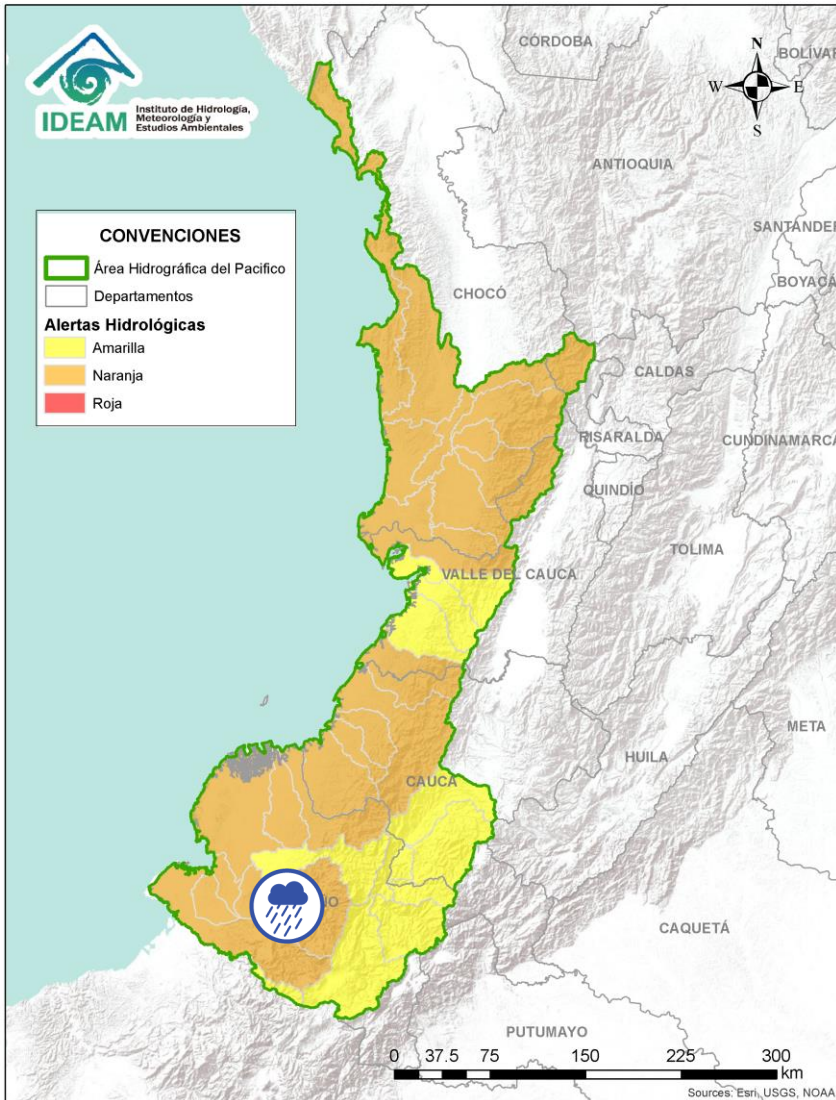 IDEAM
Instituto de Hidrología,
Meteorología y
Estudios Ambientales
N
W
E
S
CÓRDOBA
BOLÍVAR
ANTIOQUIA
SANTANDER
BOYACÁ
CHOCÓ
CALDAS
RISARALDA
CUNDINAMARCA
QUINDÍO
TOLIMA
VALLE DEL CAUCA
META
HUILA
CAUCA
CAQUETÁ
PUTUMAYO
CONVENCIONES
Área Hidrográfica del Pacifico
Departamentos
Alertas Hidrológicas
Amarilla
Naranja
Roja
0 37.5 75 150 225 300
km
Sources: Esri, USGS, NOAA